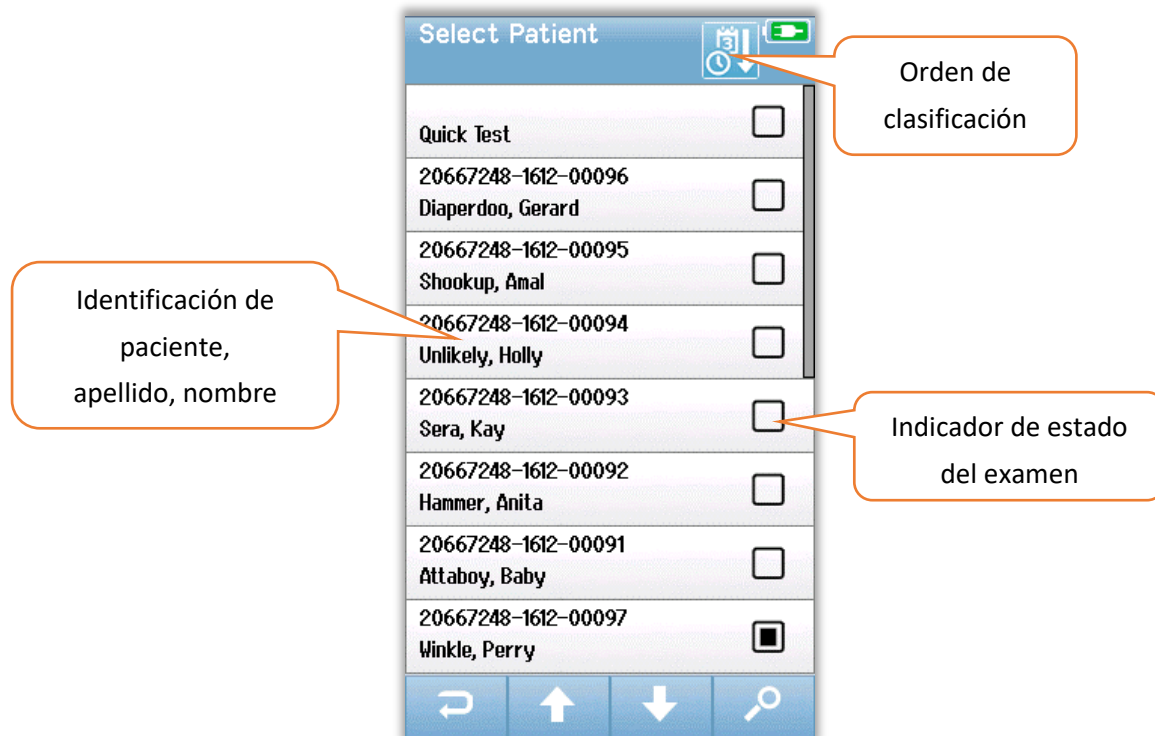 Select Patient
3
Orden de
clasificación
Quick Test
20667248-1612-00096
Diaperdoo, Gerard
20667248-1612-00095
Shookup, Amal
Identificación de
paciente,
apellido, nombre
20667248-1612-00094
Unlikely, Holly
20667248-1612-00093
Sera, Kay
Indicador de estado
del examen
20667248-1612-00092
Hammer, Anita
20667248-1612-00091
Attaboy, Baby
20667248-1612-00097
Winkle, Perry